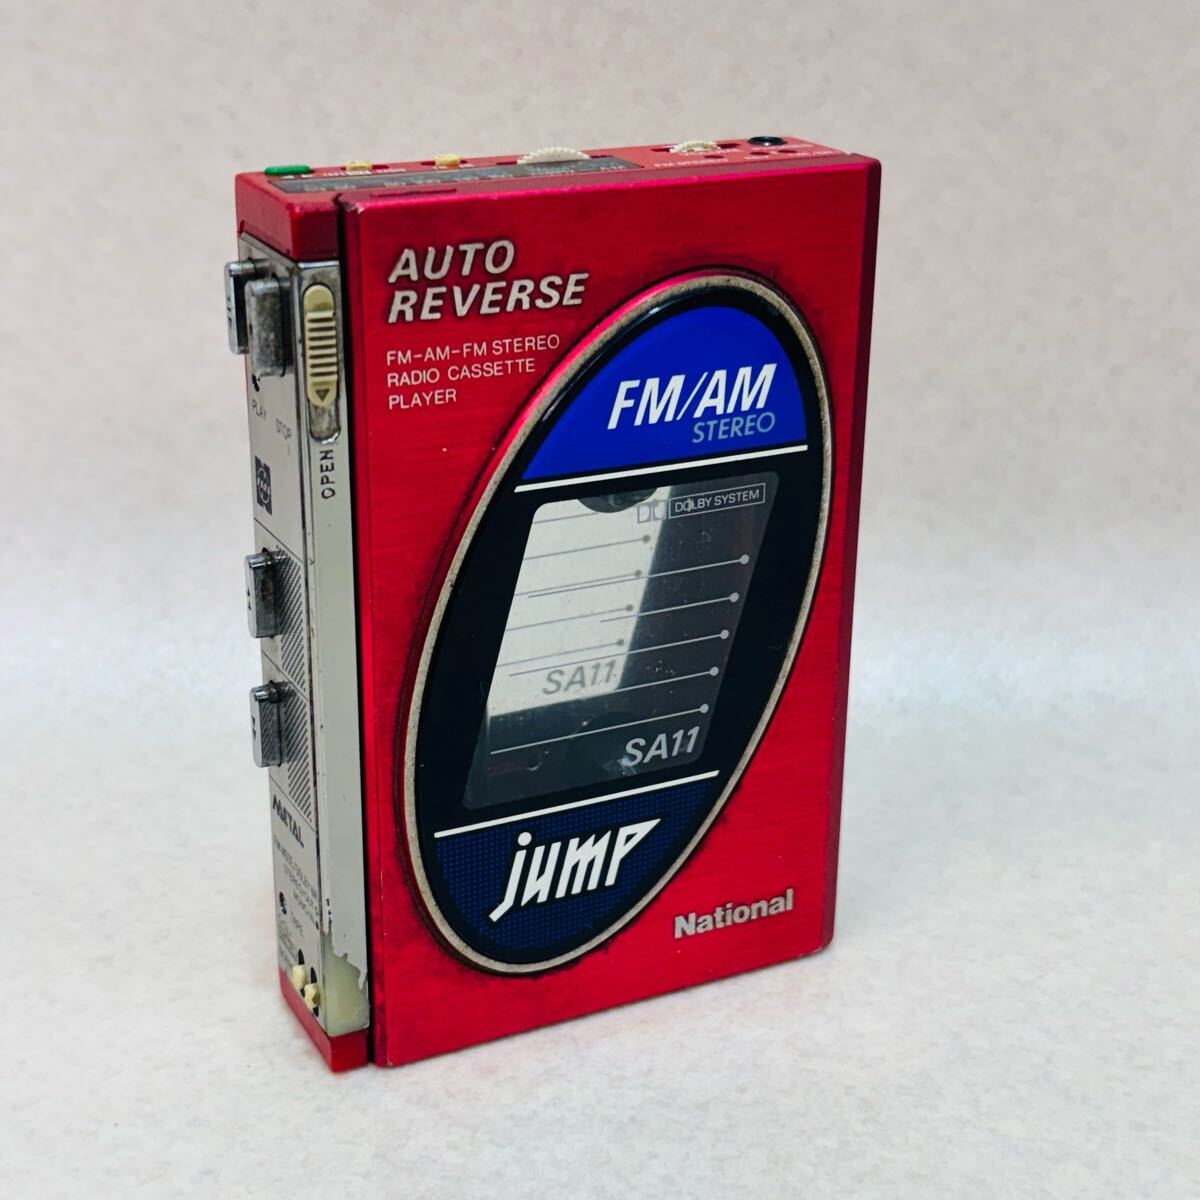 AUTO
REVERSE
FM-AM-FM STEREO
RADIO CASSETTE
PLAYER
FM/AM
STEREO
DOLBY SYSTEM
SA11
SA11
jump
National
PLAY
STOP
OPEN
METAL
TAPE